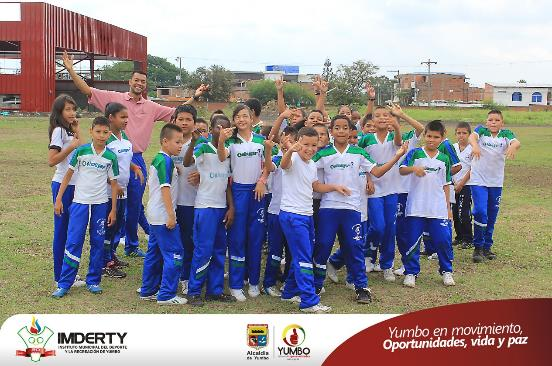 IMDERTY
INSTITUTO MUNICIPAL DEL DEPORTE
Y LA RECREACIÓN DE YUMBO
Alcaldía
de Yumbo
YUMBO
Yumbo en movimiento,
Oportunidades, vida y paz